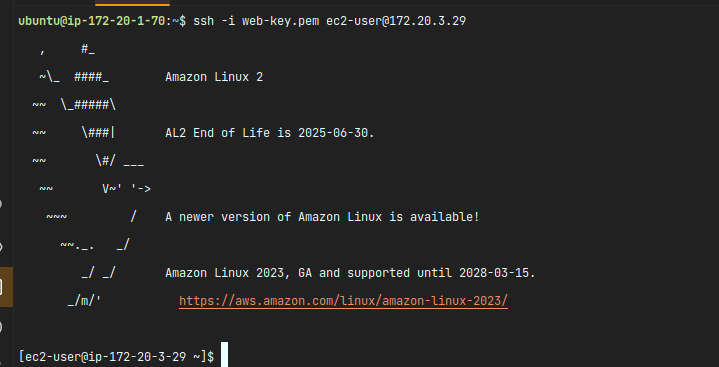 ubuntu@ip-172-20-1-70:~$ ssh -i web-key.pem ec2-user@172.20.3.29
   ,     #_
   ~\_  ####_        Amazon Linux 2
  ~~  \_#####\
  ~~     \###|       AL2 End of Life is 2025-06-30.
  ~~       \#/ ___
   ~~       V~' '->
    ~~~         /    A newer version of Amazon Linux is available!
      ~~._.   _/
         _/ _/       Amazon Linux 2023, GA and supported until 2028-03-15.
       _/m/'           https://aws.amazon.com/linux/amazon-linux-2023/
[ec2-user@ip-172-20-3-29 ~]$